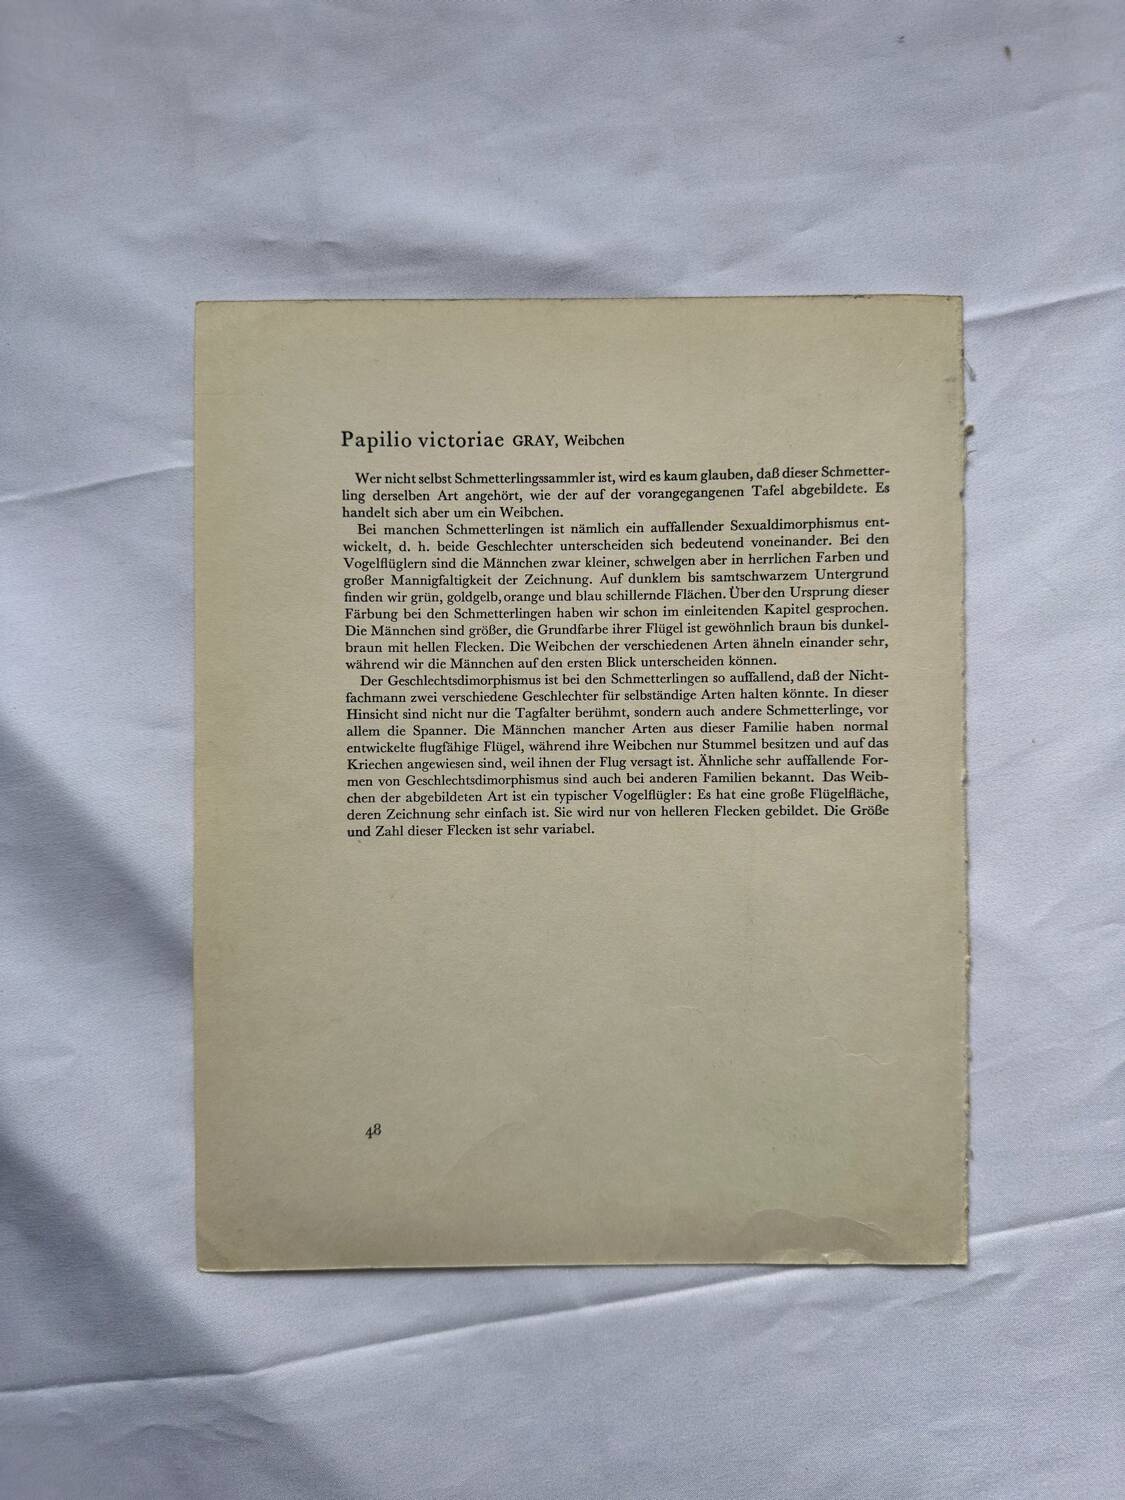 Papilio victoriae GRAY, Weibchen
Wer nicht selbst Schmetterlingssammler ist, wird es kaum glauben, daß dieser Schmetter-
ling derselben Art angehört, wie der auf der vorangegangenen Tafel abgebildete. Es
handelt sich aber um ein Weibchen.
Bei manchen Schmetterlingen ist nämlich ein auffallender Sexualdimorphismus ent-
wickelt, d. h. beide Geschlechter unterscheiden sich bedeutend voneinander. Bei den
Vogelflüglern sind die Männchen zwar kleiner, schwelgen aber in herrlichen Farben und
großer Mannigfaltigkeit der Zeichnung. Auf dunklem bis samtschwarzem Untergrund
finden wir grün, goldgelb, orange und blau schillernde Flächen. Über den Ursprung dieser
Färbung bei den Schmetterlingen haben wir schon im einleitenden Kapitel gesprochen.
Die Männchen sind größer, die Grundfarbe ihrer Flügel ist gewöhnlich braun bis dunkel-
braun mit hellen Flecken. Die Weibchen der verschiedenen Arten ähneln einander sehr,
während wir die Männchen auf den ersten Blick unterscheiden können.
Der Geschlechtsdimorphismus ist bei den Schmetterlingen so auffallend, daß der Nicht-
fachmann zwei verschiedene Geschlechter für selbständige Arten halten könnte. In dieser
Hinsicht sind nicht nur die Tagfalter berühmt, sondern auch andere Schmetterlinge, vor
allem die Spanner. Die Männchen mancher Arten aus dieser Familie haben normal
entwickelte flugfähige Flügel, während ihre Weibchen nur Stummel besitzen und auf das
Kriechen angewiesen sind, weil ihnen der Flug versagt ist. Ähnliche sehr auffallende For-
men von Geschlechtsdimorphismus sind auch bei anderen Familien bekannt. Das Weib-
chen der abgebildeten Art ist ein typischer Vogelflügler: Es hat eine große Flügelfläche,
deren Zeichnung sehr einfach ist. Sie wird nur von helleren Flecken gebildet. Die Größe
und Zahl dieser Flecken ist sehr variabel.
48